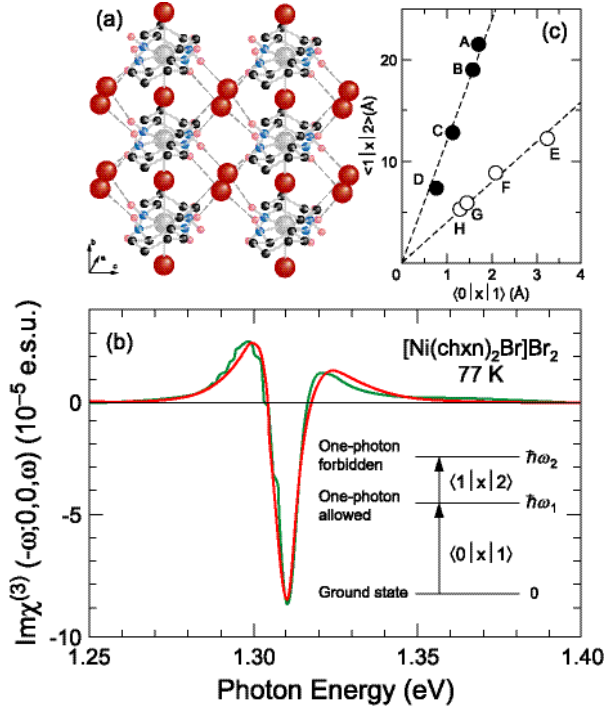 (a)
b
a
c
(c)
<1|x|2>(Å)
20
10
0
A
B
C
D
E
F
G
H
0 1 2 3 4
⟨0|x|1⟩ (Å)
(b)
[Ni(chxn)₂Br]Br₂
77 K
Imχ⁽³⁾ (-ω;0,0,ω) (10⁻⁵ e.s.u.)
0
-5
-10
One-photon
forbidden
ħω₂
⟨1|x|2⟩
One-photon
allowed
ħω₁
⟨0|x|1⟩
Ground state
0
1.25 1.30 1.35 1.40
Photon Energy (eV)